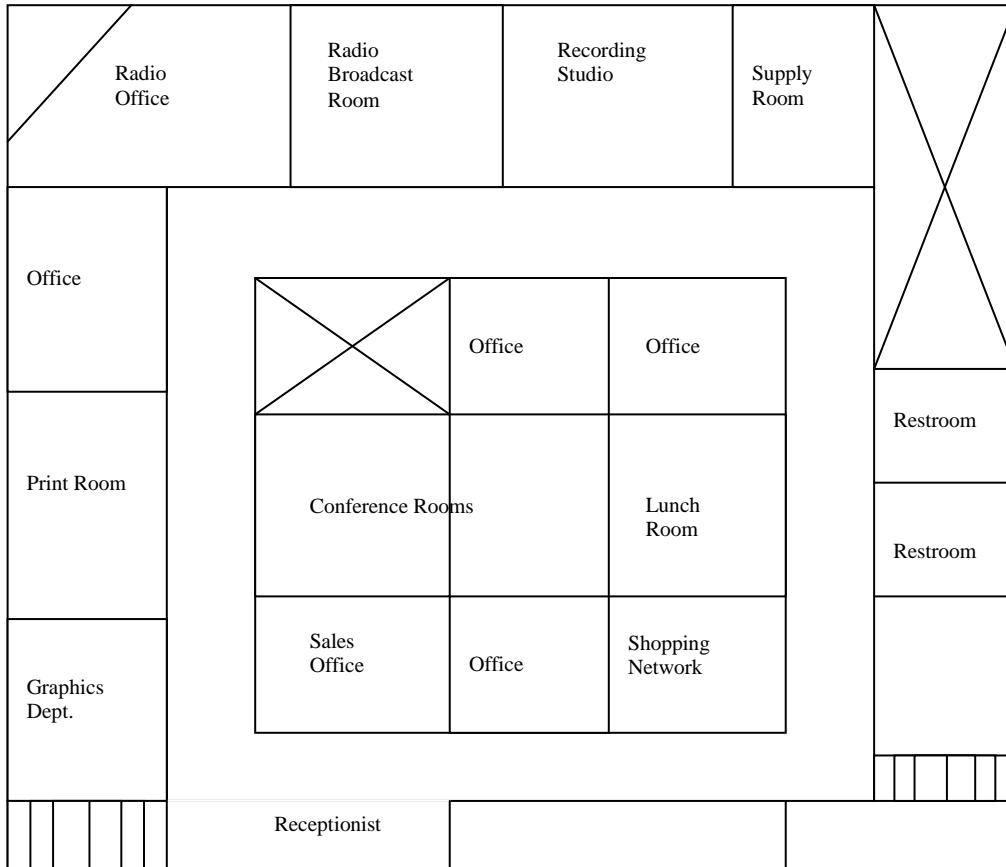 Radio
Office
Radio
Broadcast
Room
Recording
Studio
Supply
Room
Office
Office
Office
Restroom
Print Room
Conference Rooms
Lunch
Room
Restroom
Sales
Office
Office
Shopping
Network
Graphics
Dept.
Receptionist